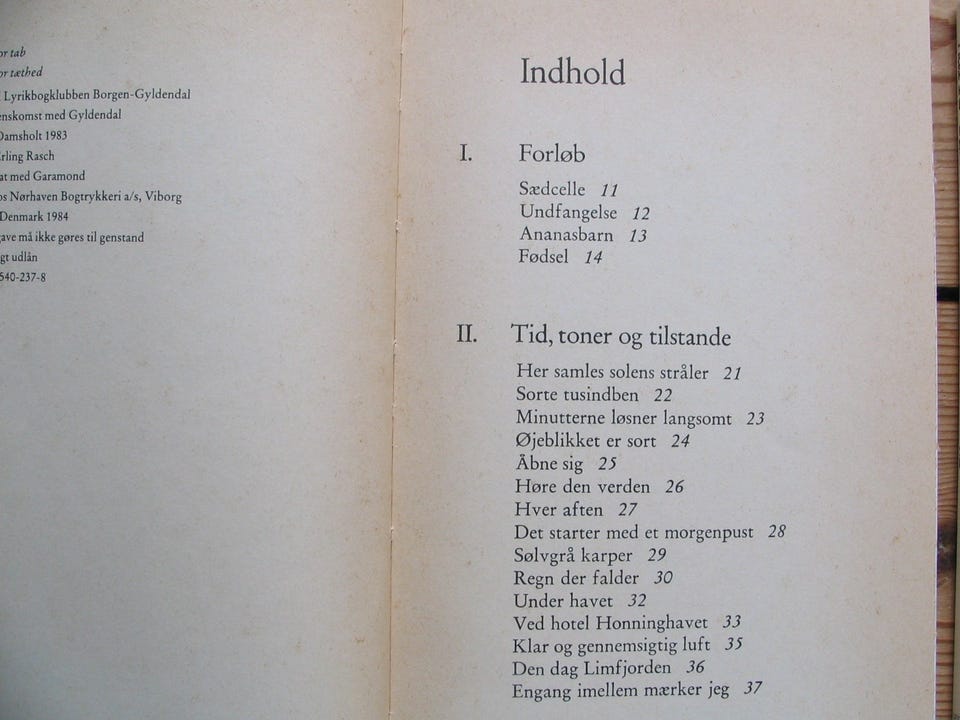 or tab
or tæthed
Lyrikbogklubben Borgen-Gyldendal
enskomst med Gyldendal
Damsholt 1983
rling Rasch
at med Garamond
os Nørhaven Bogtrykkeri a/s, Viborg
Denmark 1984
gave må ikke gøres til genstand
gt udlån
540-237-8
Indhold
I. Forløb
Sædcelle 11
Undfangelse 12
Ananasbarn 13
Fødsel 14
II. Tid, toner og tilstande
Her samles solens stråler 21
Sorte tusindben 22
Minutterne løsner langsomt 23
Øjeblikket er sort 24
Åbne sig 25
Høre den verden 26
Hver aften 27
Det starter med et morgenpust 28
Sølvgrå karper 29
Regn der falder 30
Under havet 32
Ved hotel Honninghavet 33
Klar og gennemsigtig luft 35
Den dag Limfjorden 36
Engang imellem mærker jeg 37